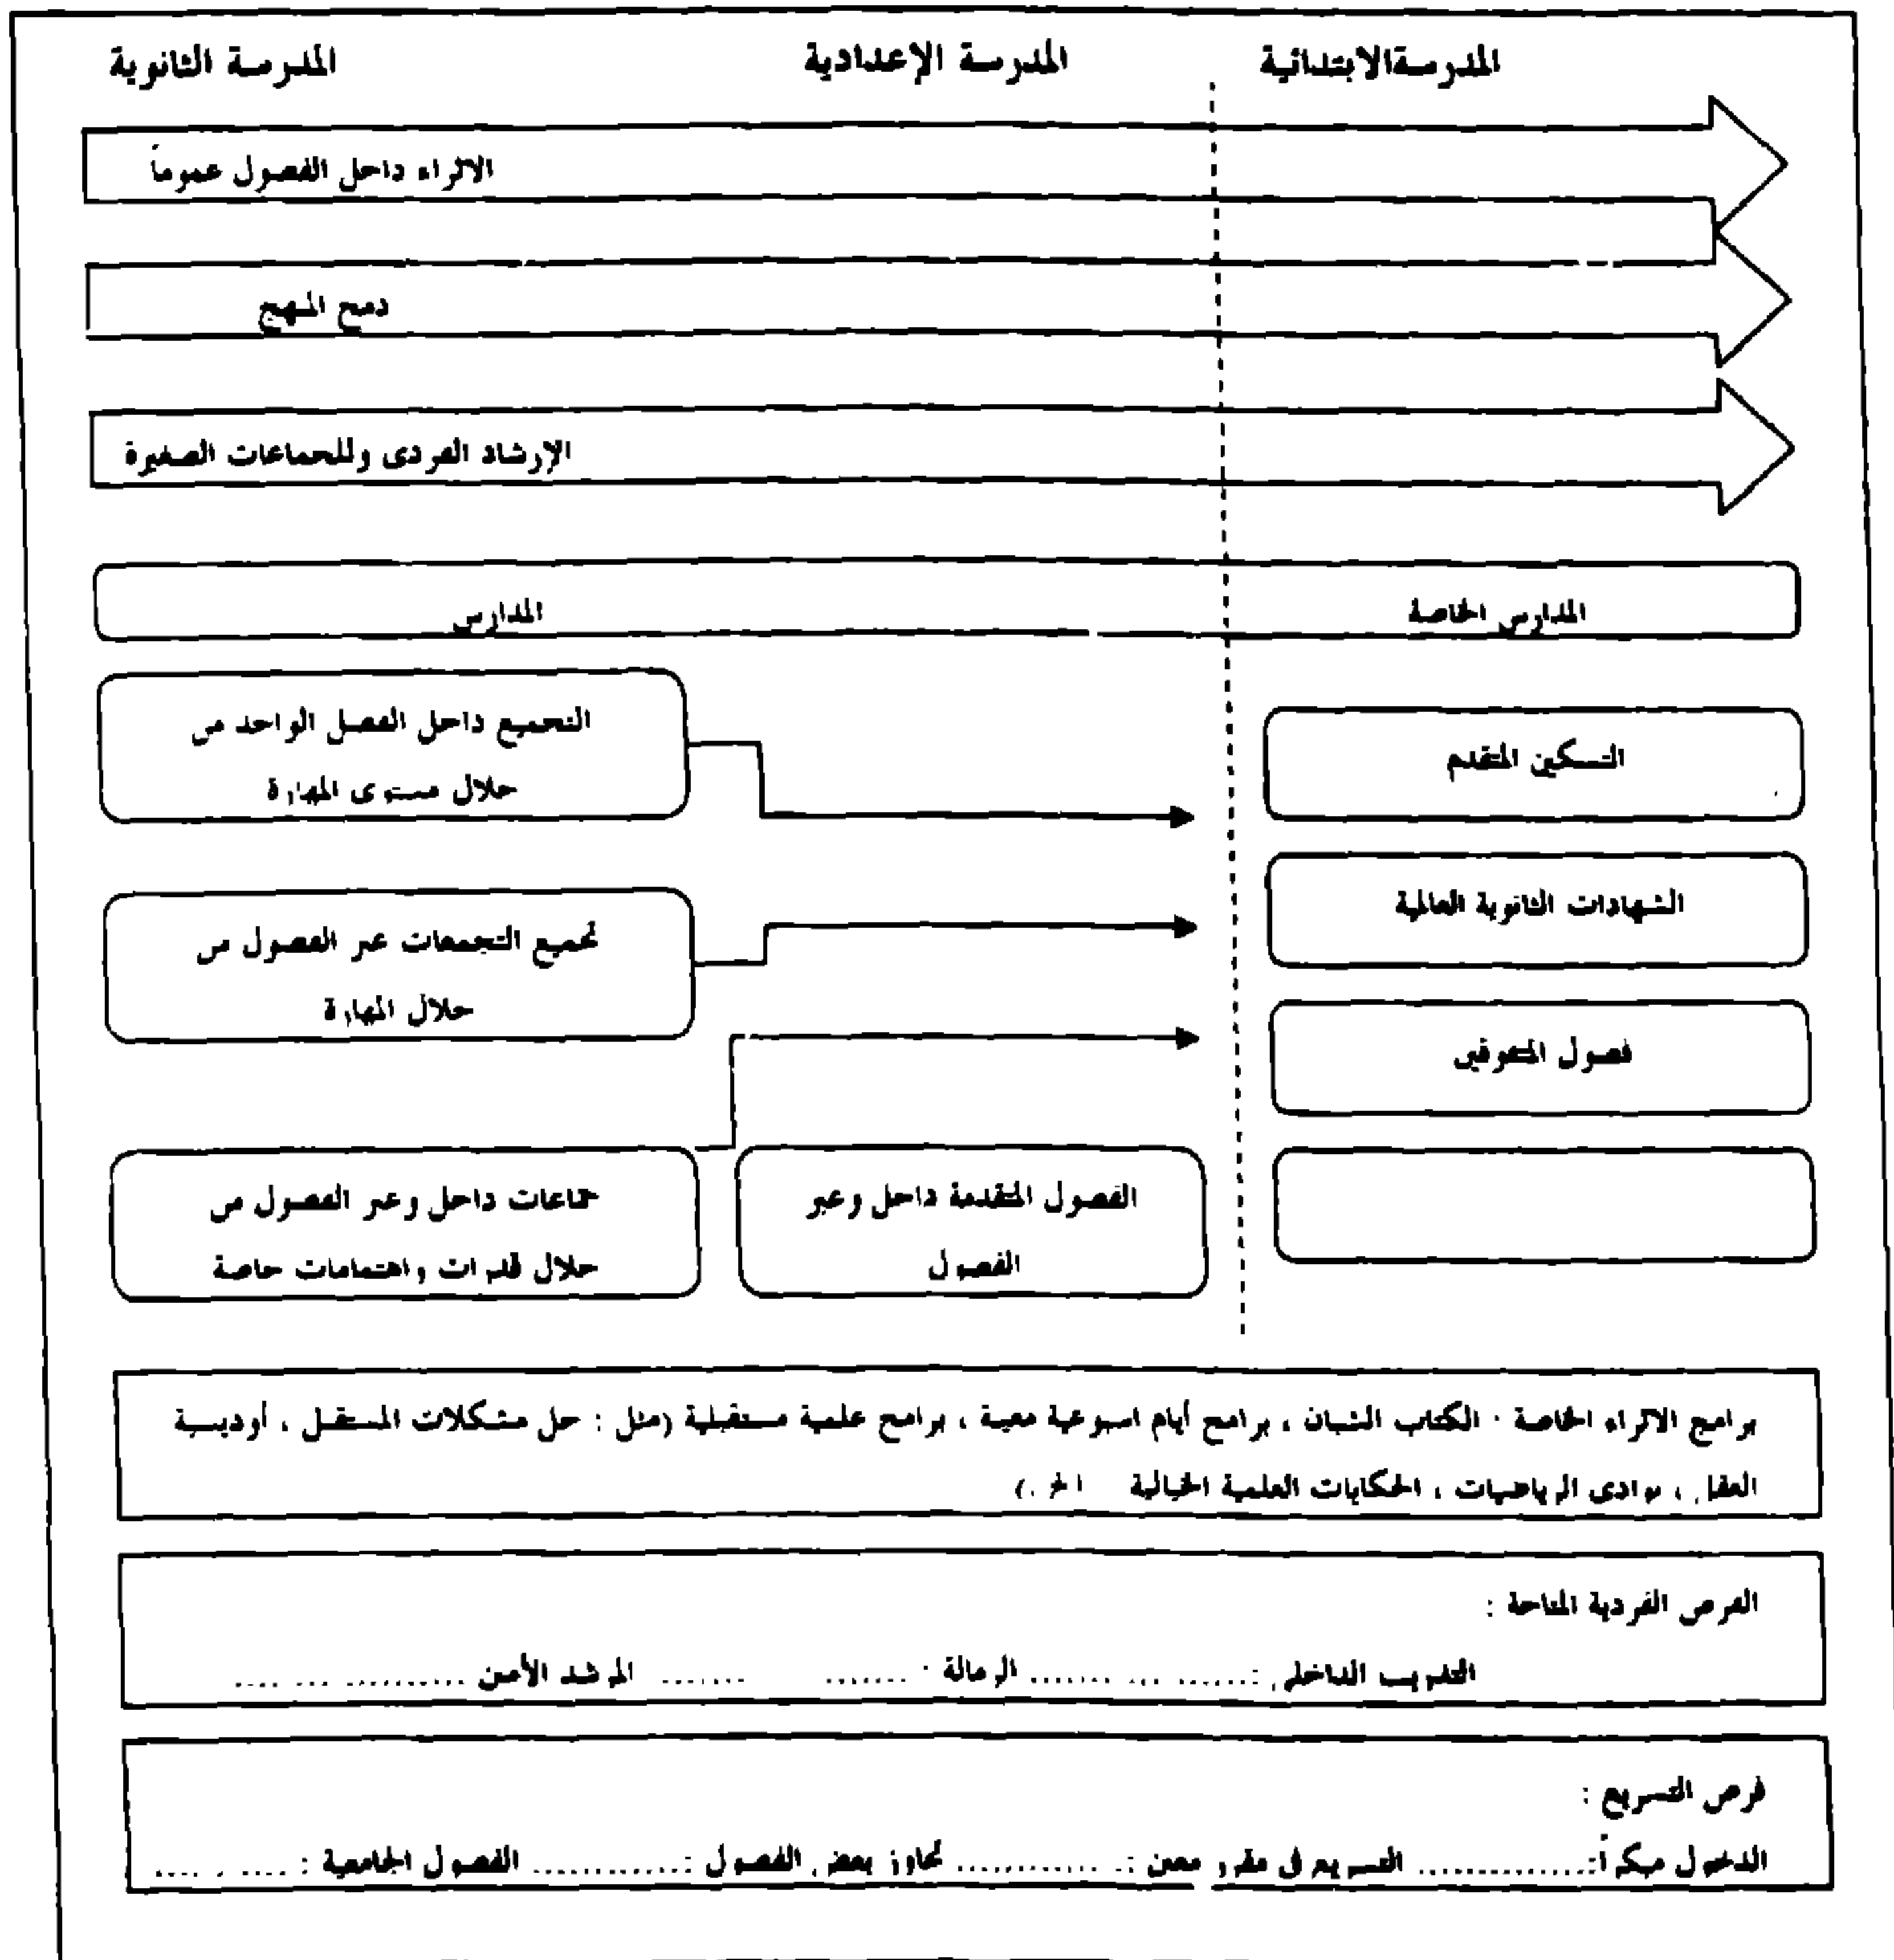 المدرسة الابتدائية
المدرسة الإعدادية
المدرسة الثانوية
الاثراء داخل الفصول عموماً
دمج المنهج
الإرشاد الفردى وللجماعات الصغيرة
المدارس الخاصة
المدارس
التجميع داخل الفصل الواحد من
خلال مستوى المهارة
التسكين المتقدم
تجميع التجمعات عبر الفصول من
خلال المهارة
الشهادات الثانوية العالمية
فصول المتفوقين
جماعات داخل وعبر الفصول من
خلال قدرات واهتمامات خاصة
الفصول المتقدمة داخل وعبر
الفصول
برامج الاثراء الخاصة : الكتاب الشبان ، برامج أيام اسبوعية معينة ، برامج علمية مستقبلية (مثل : حل مشكلات المستقبل ، أوديسة
العقل ، نوادى الرياضيات ، الحكايات العلمية الخيالية الخ .)
الفرص الفردية المتاحة :
التدريب الداخلى : ............ الزمالة : ............ المرشد الأمين ............
فرص التسريع :
الدخول مبكراً: ............ التسريع فى مقرر معين : ............ تجاوز بعض الفصول : ............ الفصول الجامعية : ............